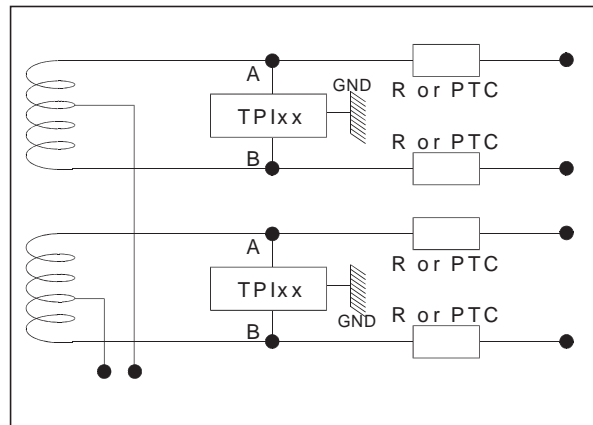 A
GND
R or PTC
TPIxx
R or PTC
B
A
R or PTC
TPIxx
GND
R or PTC
B